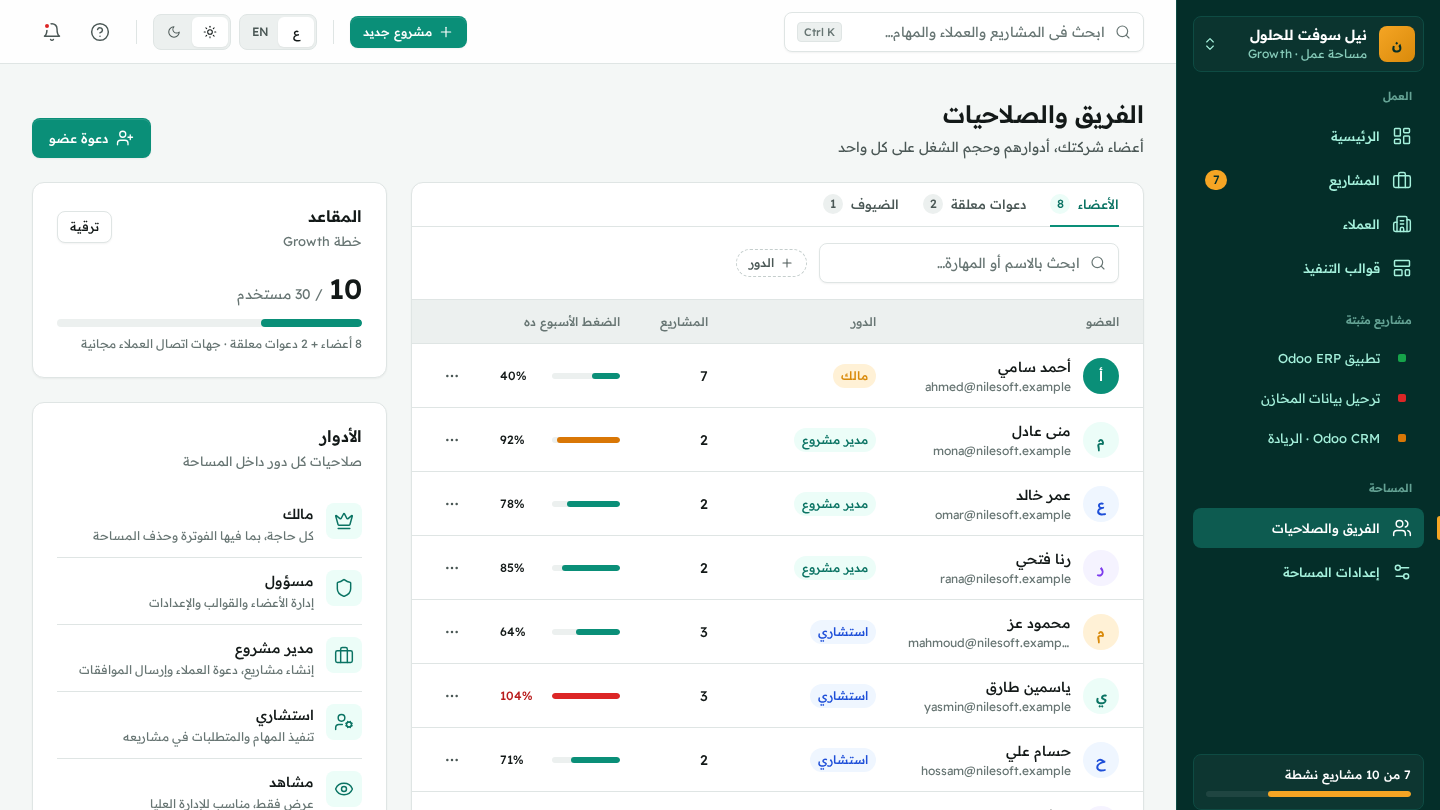 ن
نيل سوفت للحلول
مساحة عمل · Growth
العمل
الرئيسية
المشاريع
7
العملاء
قوالب التنفيذ
مشاريع مثبتة
تطبيق Odoo ERP
ترحيل بيانات المخازن
Odoo CRM · الريادة
المساحة
الفريق والصلاحيات
إعدادات المساحة
7 من 10 مشاريع نشطة
ابحث في المشاريع والعملاء والمهام...
Ctrl K
مشروع جديد
ع
EN
الفريق والصلاحيات
أعضاء شركتك، أدوارهم وحجم الشغل على كل واحد
دعوة عضو
الأعضاء 8
دعوات معلقة 2
الضيوف 1
ابحث بالاسم أو المهارة...
الدور
العضو الدور المشاريع الضغط الأسبوع ده
أ أحمد سامي مالك 7 40%
ahmed@nilesoft.example
م منى عادل مدير مشروع 2 92%
mona@nilesoft.example
ع عمر خالد مدير مشروع 2 78%
omar@nilesoft.example
ر رنا فتحي مدير مشروع 2 85%
rana@nilesoft.example
م محمود عز استشاري 3 64%
mahmoud@nilesoft.examp...
ي ياسمين طارق استشاري 3 104%
yasmin@nilesoft.example
ح حسام علي استشاري 2 71%
hossam@nilesoft.example
المقاعد
خطة Growth
ترقية
10 / 30 مستخدم
8 أعضاء + 2 دعوات معلقة · جهات اتصال العملاء مجانية
الأدوار
صلاحيات كل دور داخل المساحة
مالك
كل حاجة، بما فيها الفوترة وحذف المساحة
مسؤول
إدارة الأعضاء والقوالب والإعدادات
مدير مشروع
إنشاء مشاريع، دعوة العملاء وإرسال الموافقات
استشاري
تنفيذ المهام والمتطلبات في مشاريعه
مشاهد
عرض فقط، مناسب للإدارة العليا